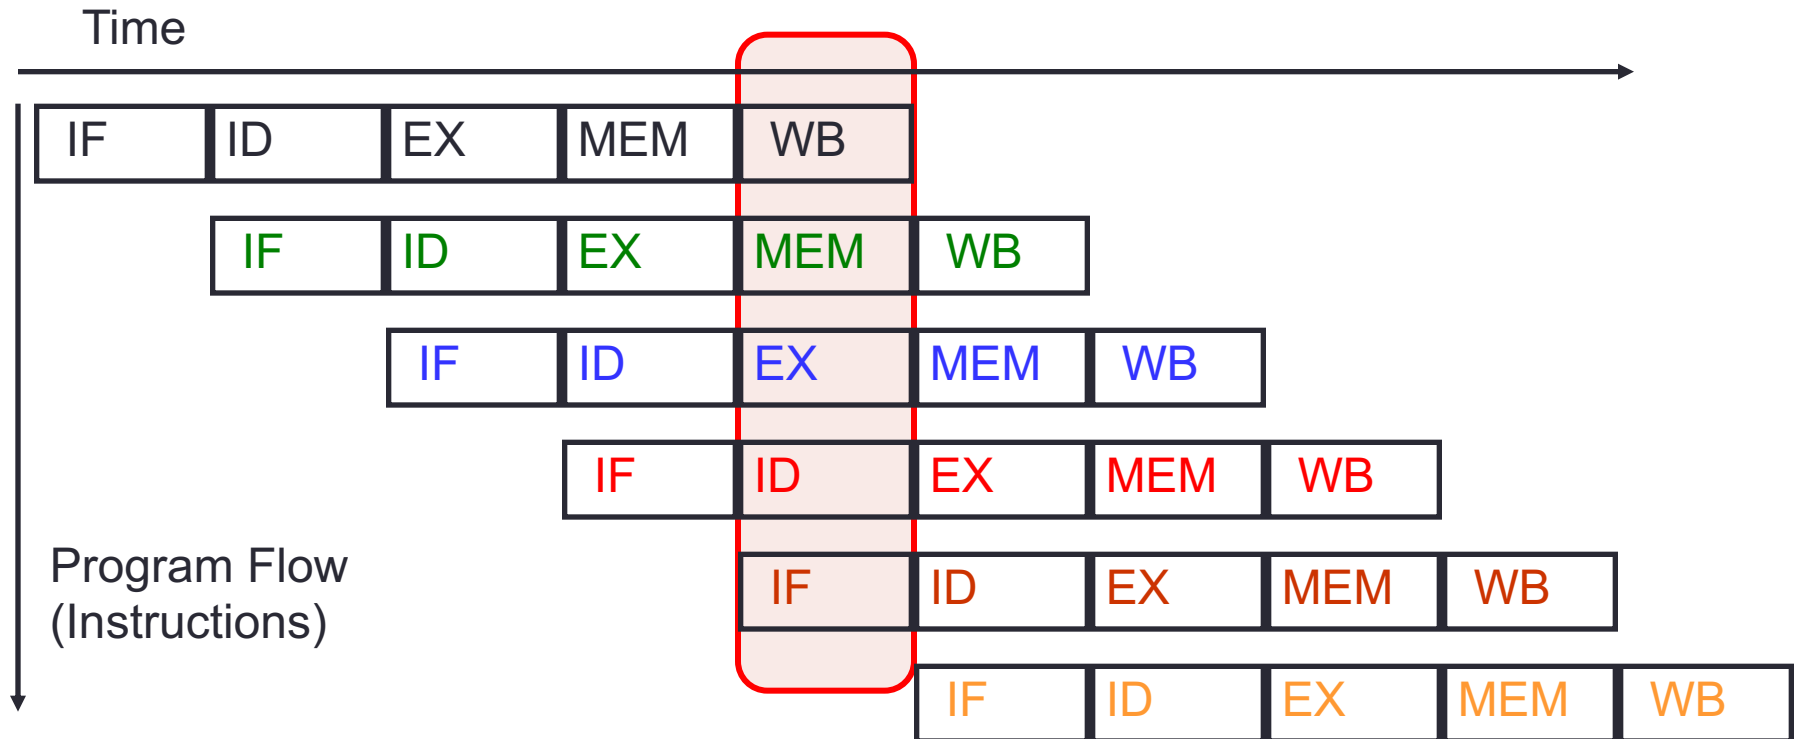 Time
IF ID EX MEM WB
IF ID EX MEM WB
IF ID EX MEM WB
IF ID EX MEM WB
Program Flow
(Instructions)
IF ID EX MEM WB
IF ID EX MEM WB